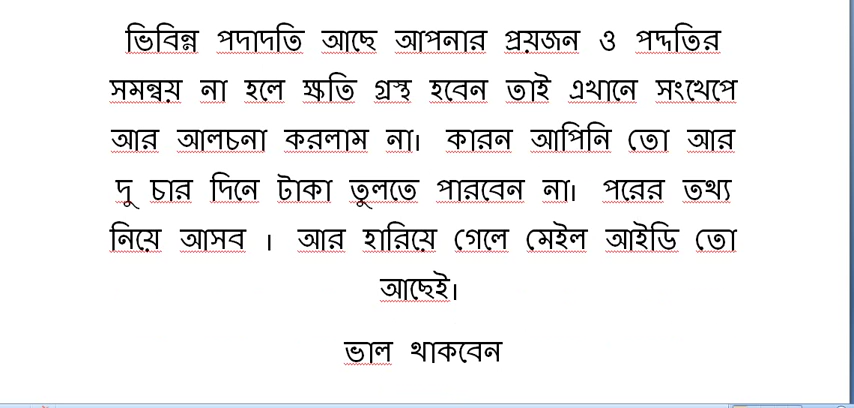 ভিবিন্ন পদাদতি আছে আপনার প্রয়জন ও পদ্দতির
সমন্বয় না হলে ক্ষতি গ্রস্থ হবেন তাই এখানে সংখেপে
আর আলচনা করলাম না। কারন আপিনি তো আর
দু চার দিনে টাকা তুলতে পারবেন না। পরের তথ্য
নিয়ে আসব । আর হারিয়ে গেলে মেইল আইডি তো
আছেই।
ভাল থাকবেন